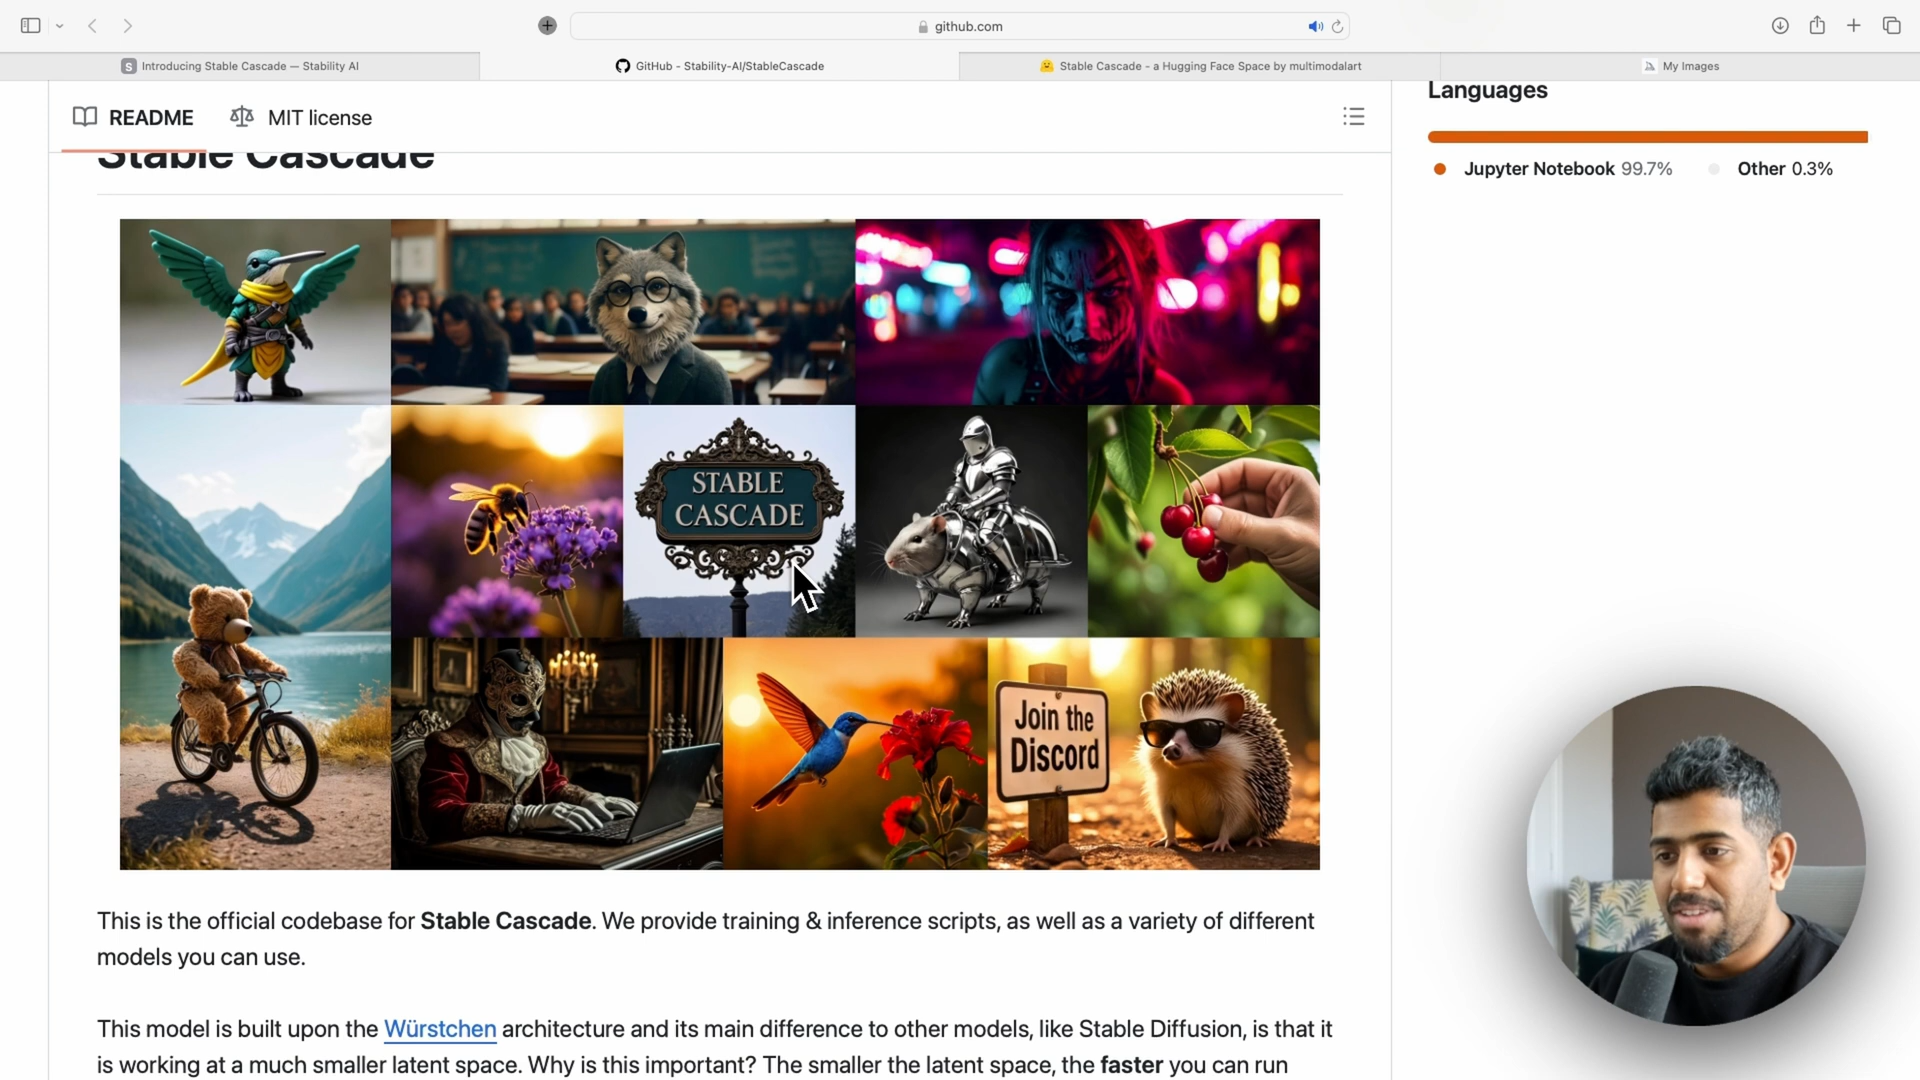 github.com
Introducing Stable Cascade — Stability AI
GitHub - Stability-AI/StableCascade
Stable Cascade - a Hugging Face Space by multimodalart
My Images
README
MIT license
Languages
Jupyter Notebook 99.7%
Other 0.3%
Stable Cascade
STABLE
CASCADE
Join the
Discord
This is the official codebase for Stable Cascade. We provide training & inference scripts, as well as a variety of different
models you can use.
This model is built upon the Würstchen architecture and its main difference to other models, like Stable Diffusion, is that it
is working at a much smaller latent space. Why is this important? The smaller the latent space, the faster you can run